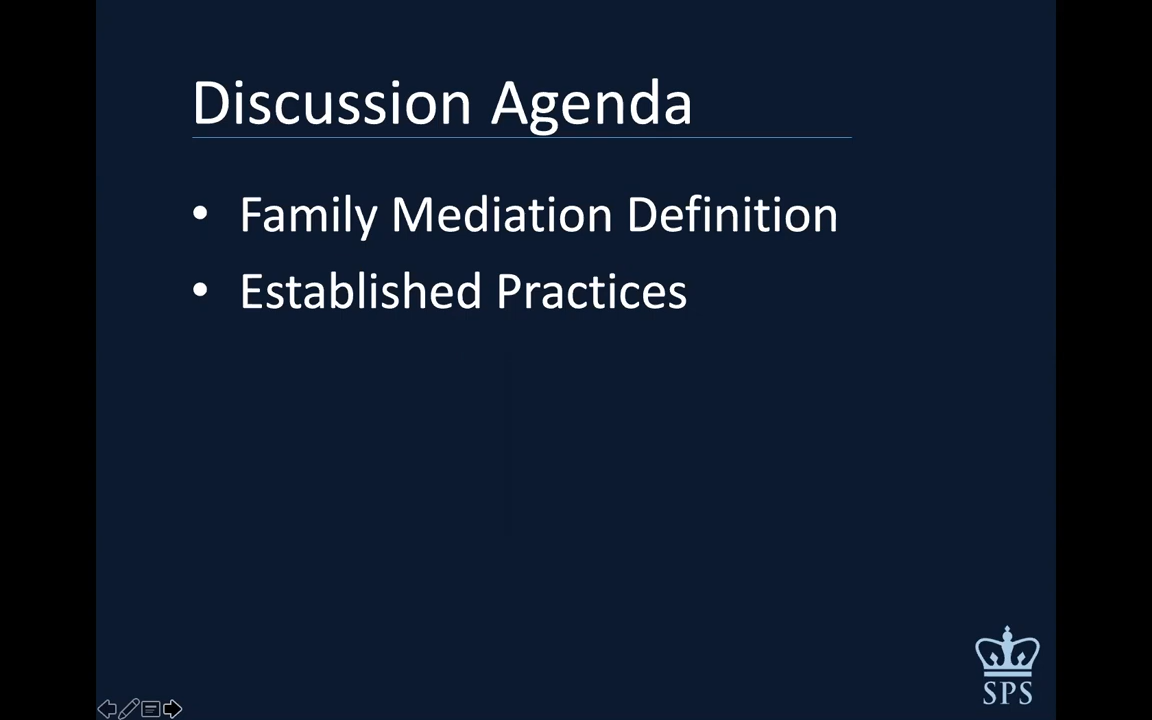 Discussion Agenda
• Family Mediation Definition
• Established Practices
SPS